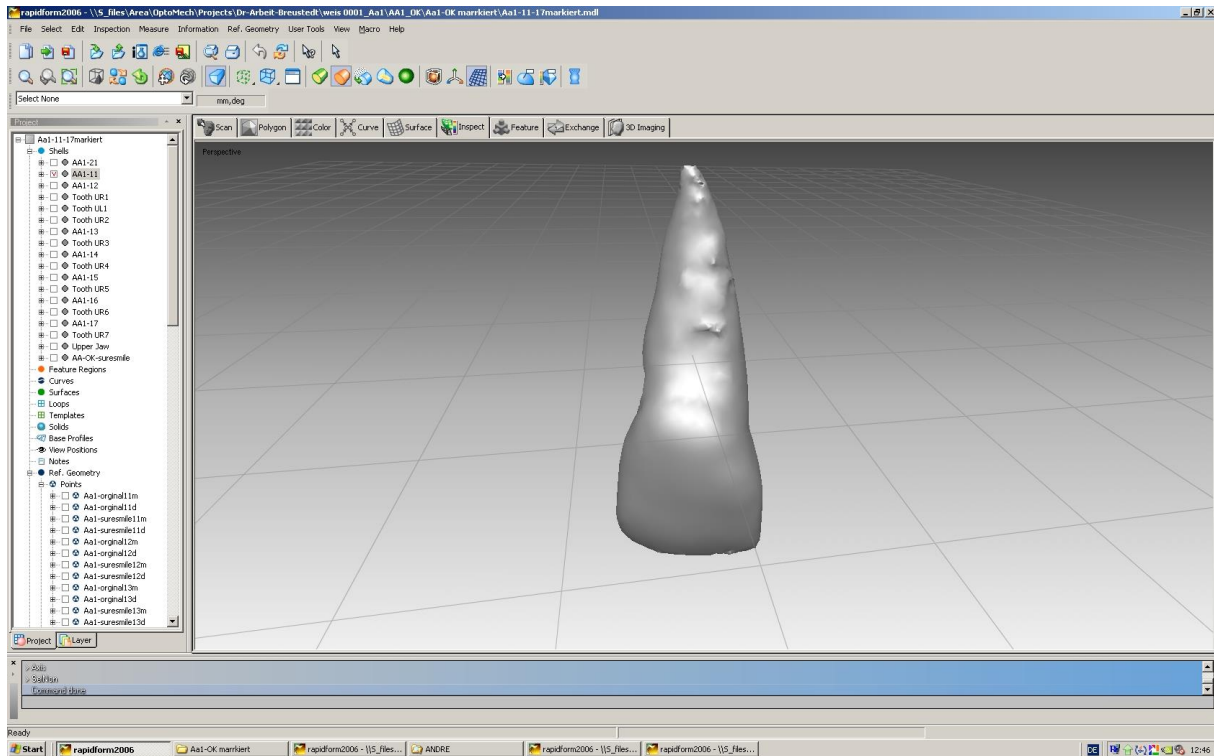 rapidform2006 - \\S_files\Area\OptoMech\Projects\Dr-Arbeit-Breustedt\weis 0001_Aa1\AA1_OK\Aa1-OK marrkiert\Aa1-11-17markiert.mdl
File Select Edit Inspection Measure Information Ref. Geometry User Tools View Macro Help
Select None
mm,deg
Project
Scan Polygon Color Curve Surface Inspect Feature Exchange 3D Imaging
Perspective
Aa1-11-17markiert
Shells
AA1-21
AA1-11
AA1-12
Tooth UR1
Tooth UL1
Tooth UR2
AA1-13
Tooth UR3
AA1-14
Tooth UR4
AA1-15
Tooth UR5
AA1-16
Tooth UR6
AA1-17
Tooth UR7
Upper Jaw
AA-OK-suresmile
Feature Regions
Curves
Surfaces
Loops
Templates
Solids
Base Profiles
View Positions
Notes
Ref. Geometry
Points
Aa1-orginal11m
Aa1-orginal11d
Aa1-suresmile11m
Aa1-suresmile11d
Aa1-orginal12m
Aa1-orginal12d
Aa1-suresmile12m
Aa1-suresmile12d
Aa1-orginal13m
Aa1-orginal13d
Aa1-suresmile13m
Aa1-suresmile13d
Project Layer
> Axis
Command done
Ready
Start rapidform2006 Aa1-OK marrkiert rapidform2006 - \\S_files... ANDRE rapidform2006 - \\S_files... rapidform2006 - \\S_files... DE 12:46